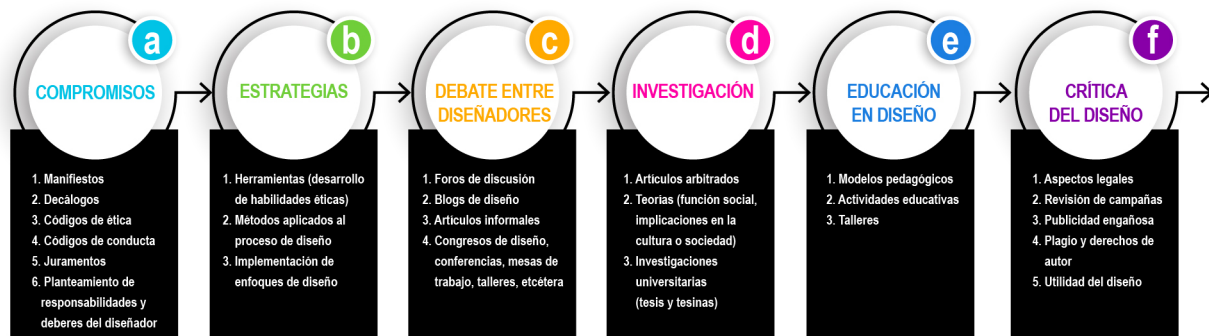 a
COMPROMISOS
1. Manifiestos
2. Decálogos
3. Códigos de ética
4. Códigos de conducta
5. Juramentos
6. Planteamiento de
responsabilidades y
deberes del diseñador
b
ESTRATEGIAS
1. Herramientas (desarrollo
de habilidades éticas)
2. Métodos aplicados al
proceso de diseño
3. Implementación de
enfoques de diseño
c
DEBATE ENTRE
DISEÑADORES
1. Foros de discusión
2. Blogs de diseño
3. Artículos informales
4. Congresos de diseño,
conferencias, mesas de
trabajo, talleres, etcétera
d
INVESTIGACIÓN
1. Artículos arbitrados
2. Teorías (función social,
implicaciones en la
cultura o sociedad)
3. Investigaciones
universitarias
(tesis y tesinas)
e
EDUCACIÓN
EN DISEÑO
1. Modelos pedagógicos
2. Actividades educativas
3. Talleres
f
CRÍTICA
DEL DISEÑO
1. Aspectos legales
2. Revisión de campañas
3. Publicidad engañosa
4. Plagio y derechos de
autor
5. Utilidad del diseño